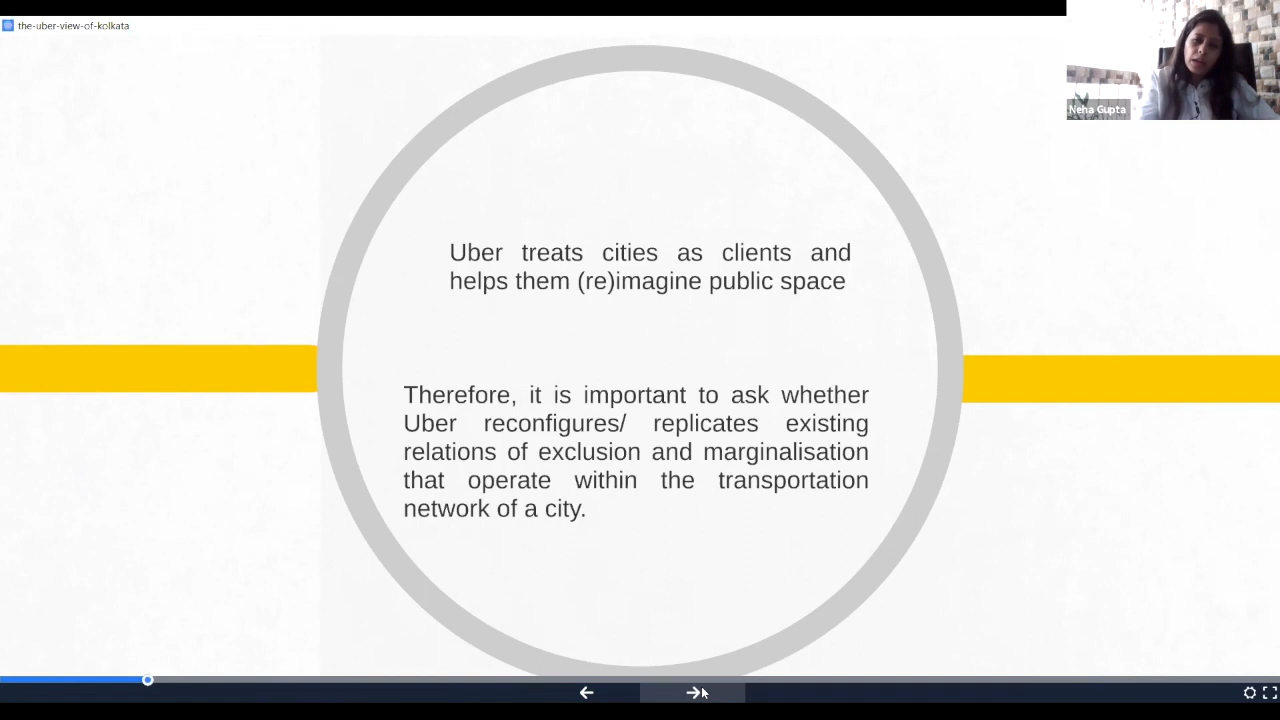 the-uber-view-of-kolkata
Neha Gupta
Uber treats cities as clients and
helps them (re)imagine public space
Therefore, it is important to ask whether
Uber reconfigures/ replicates existing
relations of exclusion and marginalisation
that operate within the transportation
network of a city.